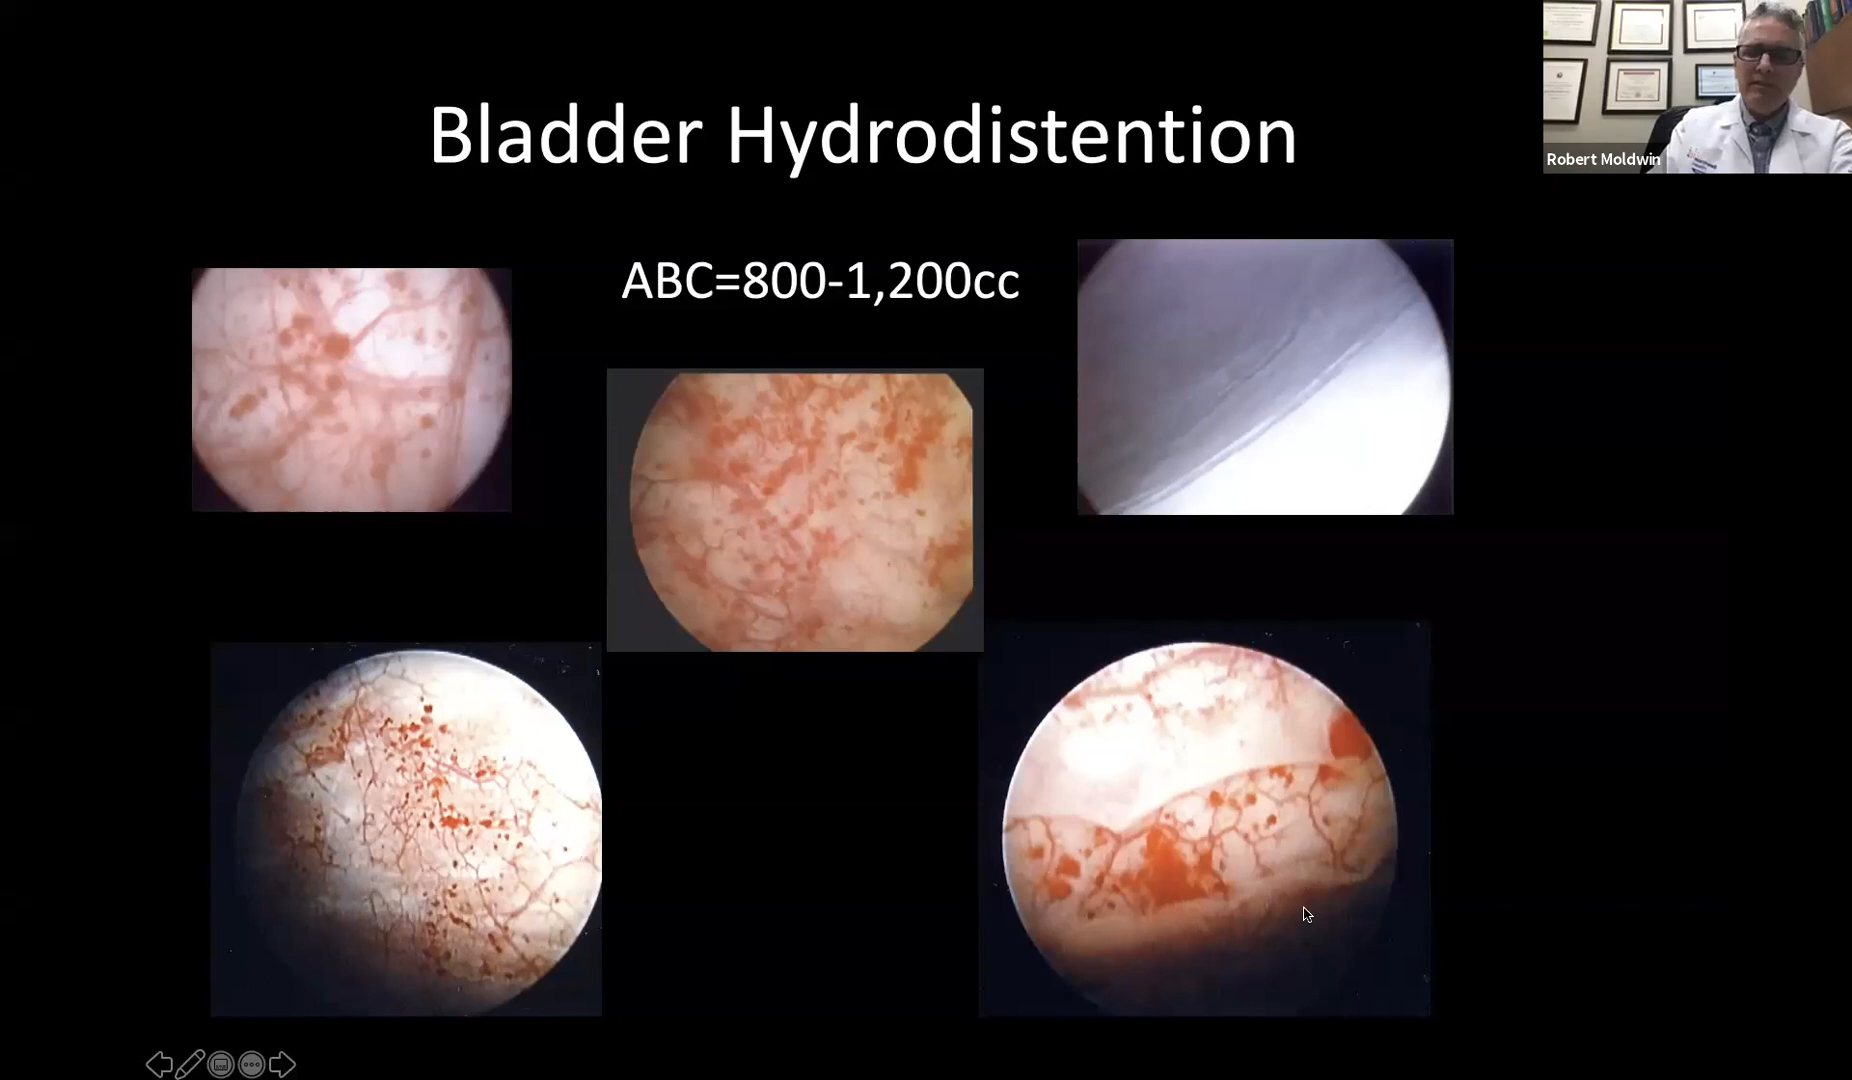 Bladder Hydrodistention
Robert Moldwin
ABC=800-1,200cc